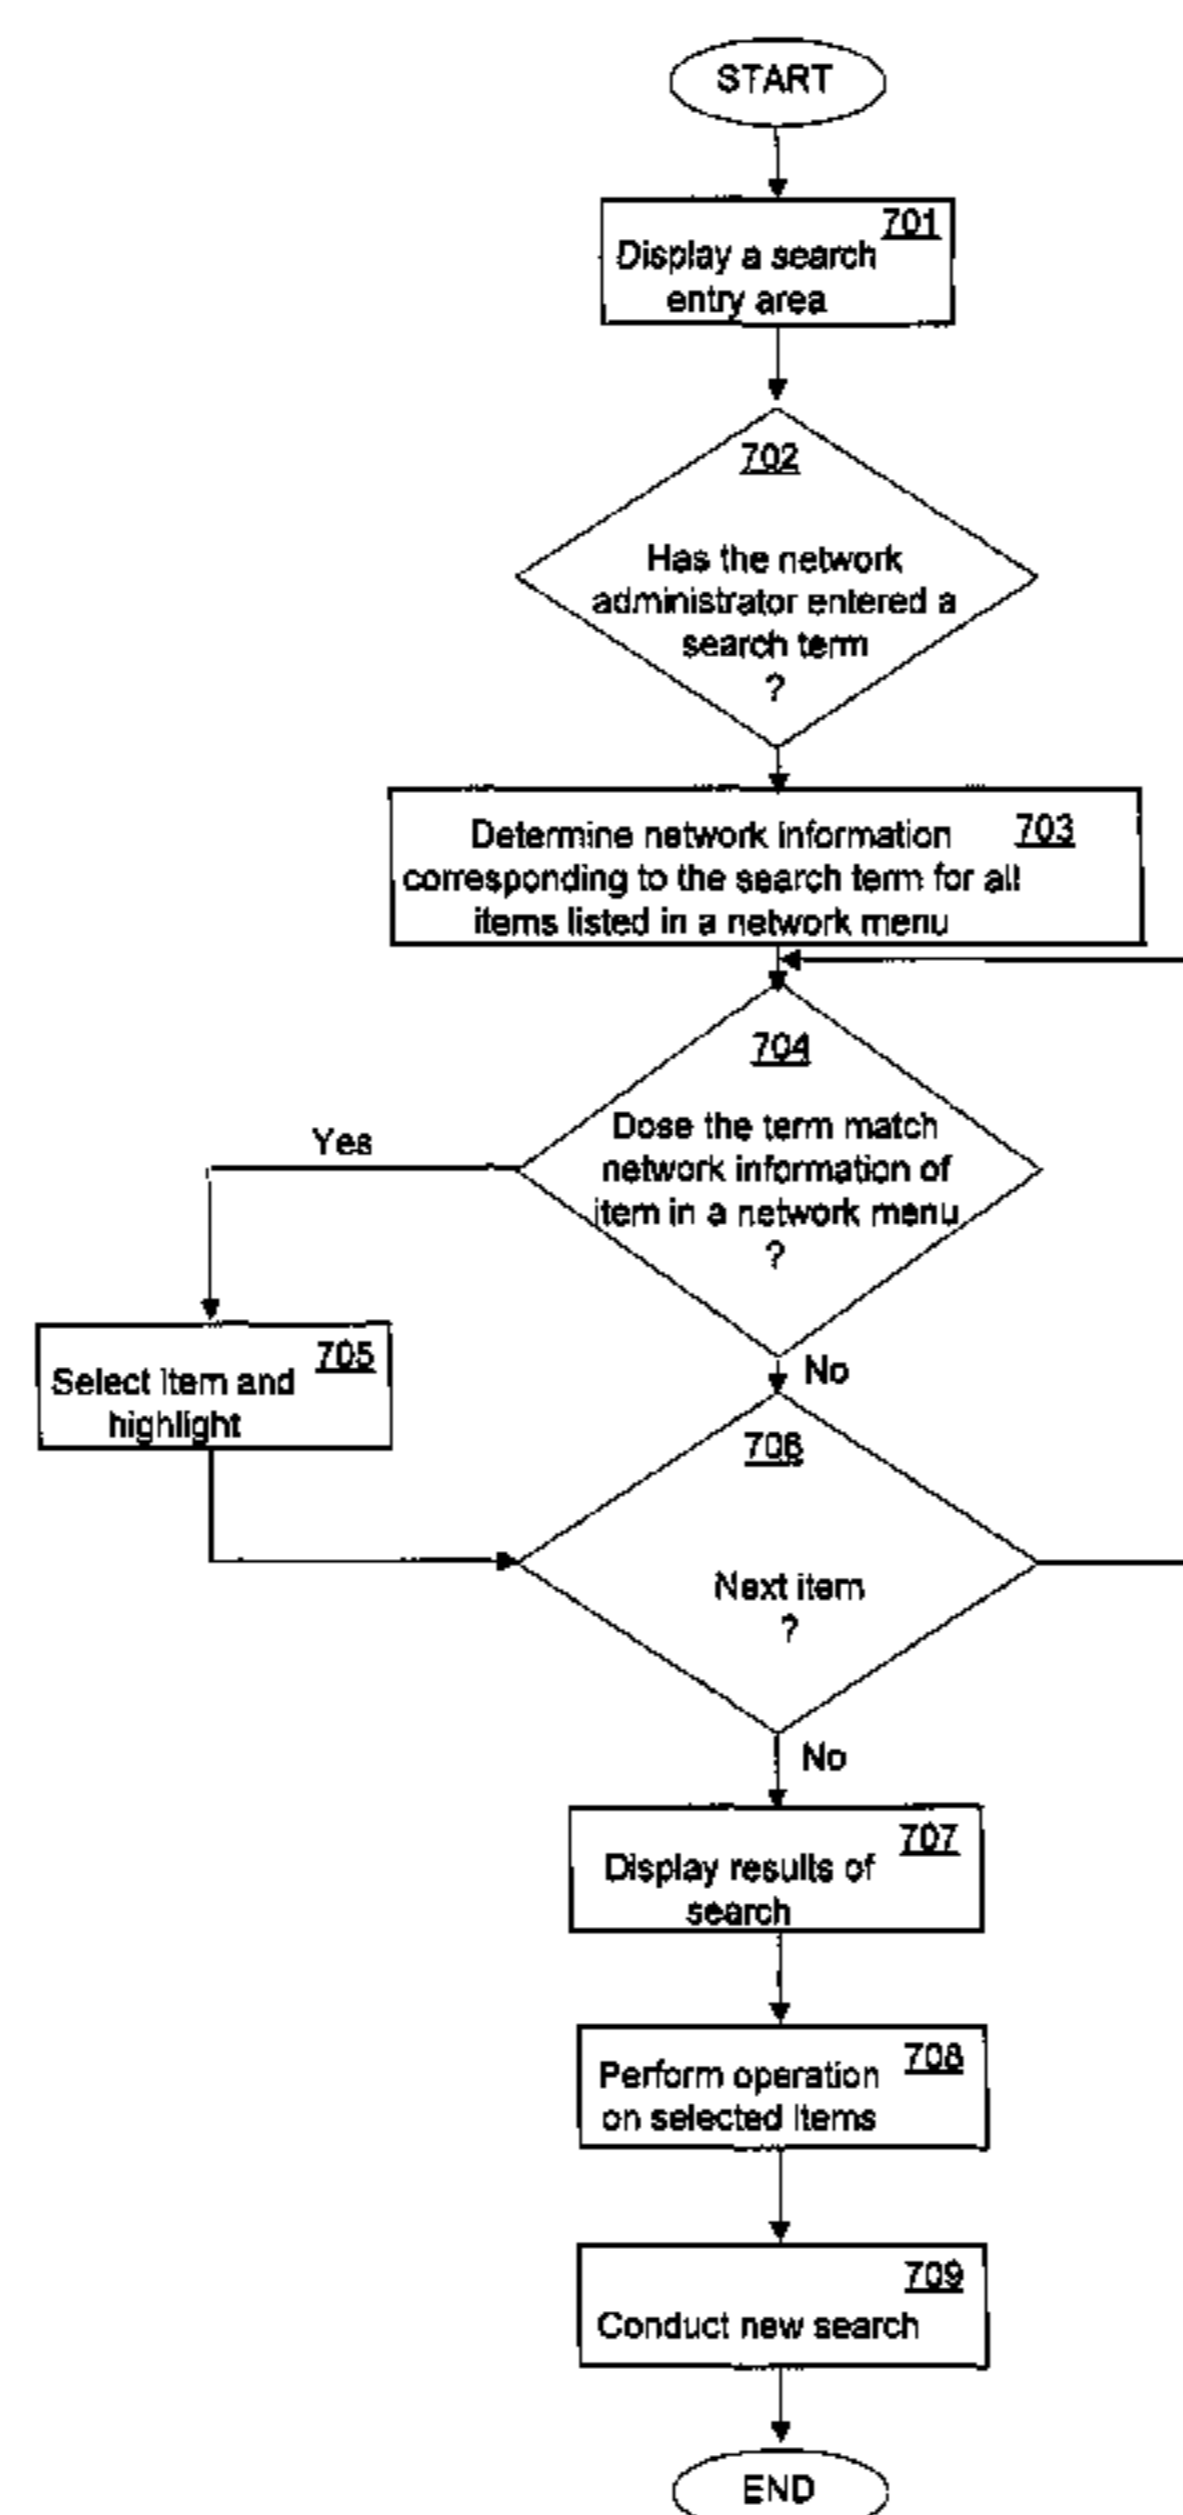 START
701
Display a search
entry area
702
Has the network
administrator entered a
search term
?
703
Determine network information
corresponding to the search term for all
items listed in a network menu
704
Dose the term match
network information of
item in a network menu
?
Yes
No
705
Select item and
highlight
706
Next item
?
No
707
Display results of
search
708
Perform operation
on selected items
709
Conduct new search
END